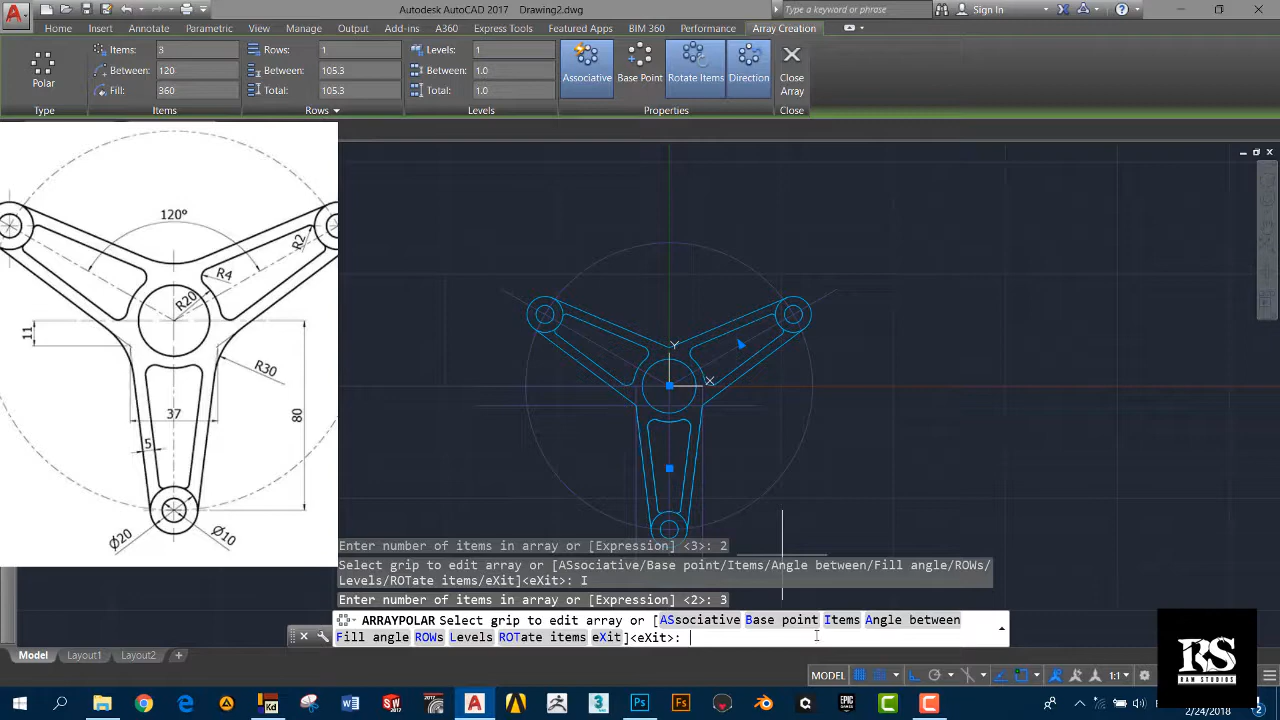 Autodesk AutoCAD 2017 Drawing2.dwg
Type a keyword or phrase
Sign In
Home Insert Annotate Parametric View Manage Output Add-ins A360 Express Tools Featured Apps BIM 360 Performance Array Creation
Items: 3 Rows: 1 Levels: 1
Between: 120 Between: 105.3 Between: 1.0
Fill: 360 Total: 105.3 Total: 1.0
Polar
Associative Base Point Rotate Items Direction Close Array
Type Items Rows Levels Properties Close
120°
R2
R4
R20
11
R30
37
80
5
Ø20
Ø10
Y
X
Enter number of items in array or [Expression] <3>: 2
Select grip to edit array or [ASsociative/Base point/Items/Angle between/Fill angle/ROWs/
Levels/ROTate items/eXit]<eXit>: I
Enter number of items in array or [Expression] <2>: 3
ARRAYPOLAR Select grip to edit array or [ASsociative Base point Items Angle between
Fill angle ROWs Levels ROTate items eXit]<eXit>:
Model Layout1 Layout2 +
MODEL 1:1
RS
RAM STUDIOS
2/24/2018